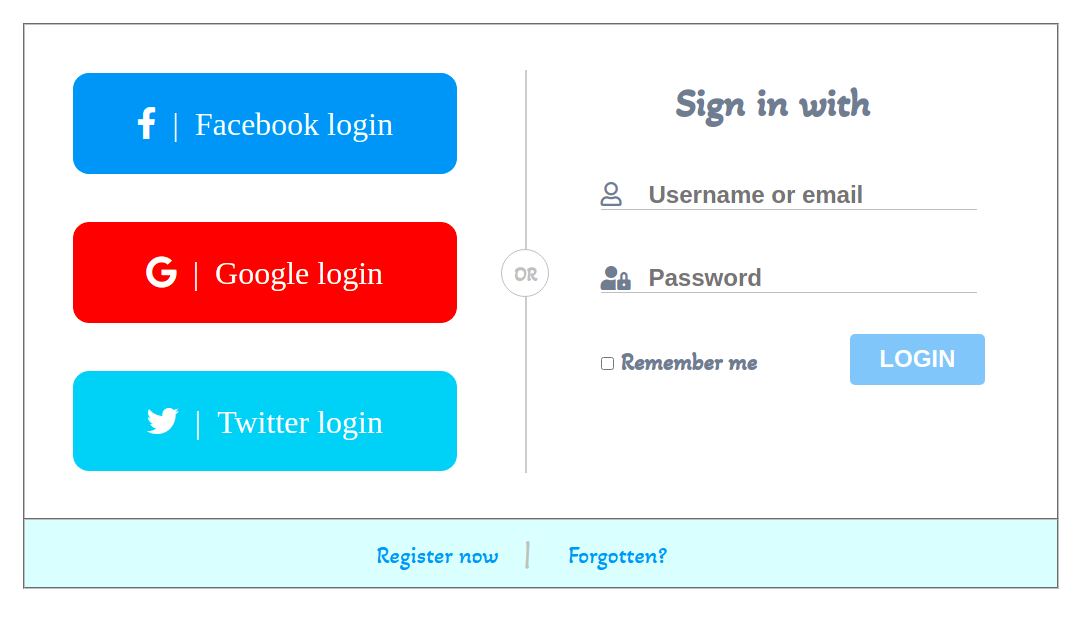 | Facebook login
| Google login
| Twitter login
OR
Sign in with
Username or email
Password
Remember me
LOGIN
Register now | Forgotten?